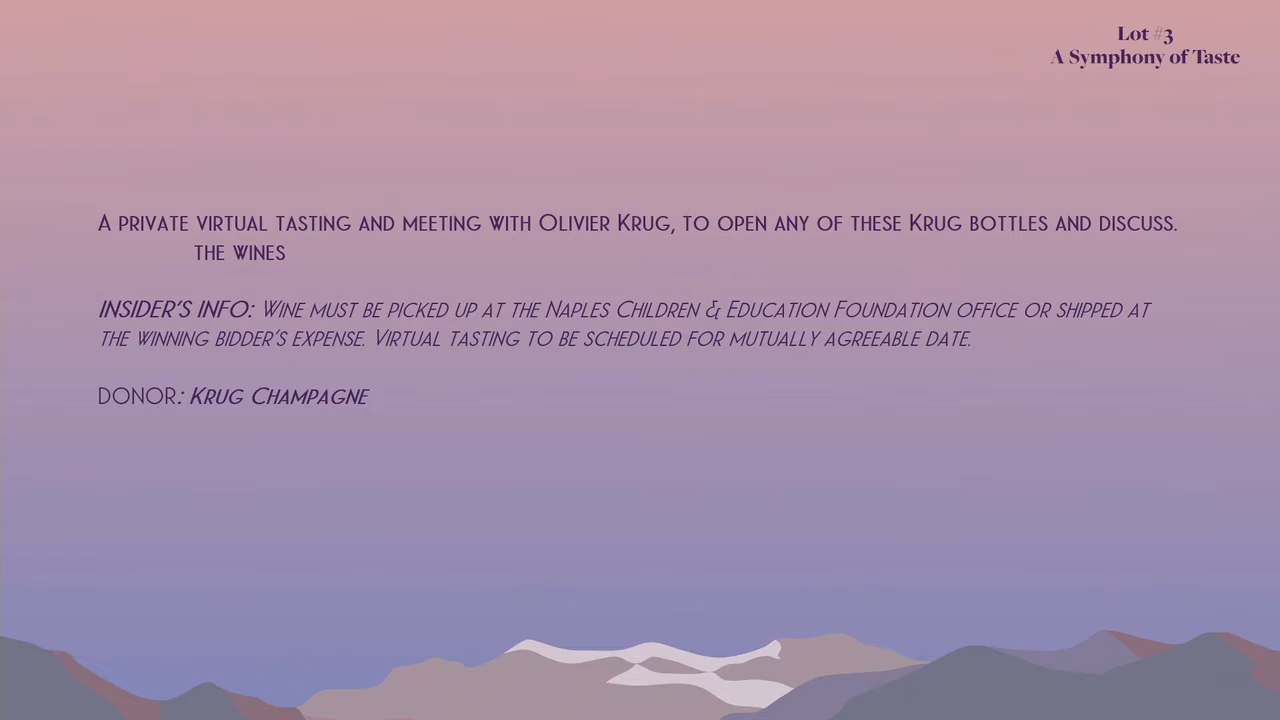 Lot #3
A Symphony of Taste
A PRIVATE VIRTUAL TASTING AND MEETING WITH OLIVIER KRUG, TO OPEN ANY OF THESE KRUG BOTTLES AND DISCUSS.
THE WINES
INSIDER'S INFO: WINE MUST BE PICKED UP AT THE NAPLES CHILDREN & EDUCATION FOUNDATION OFFICE OR SHIPPED AT
THE WINNING BIDDER'S EXPENSE. VIRTUAL TASTING TO BE SCHEDULED FOR MUTUALLY AGREEABLE DATE.
DONOR: KRUG CHAMPAGNE